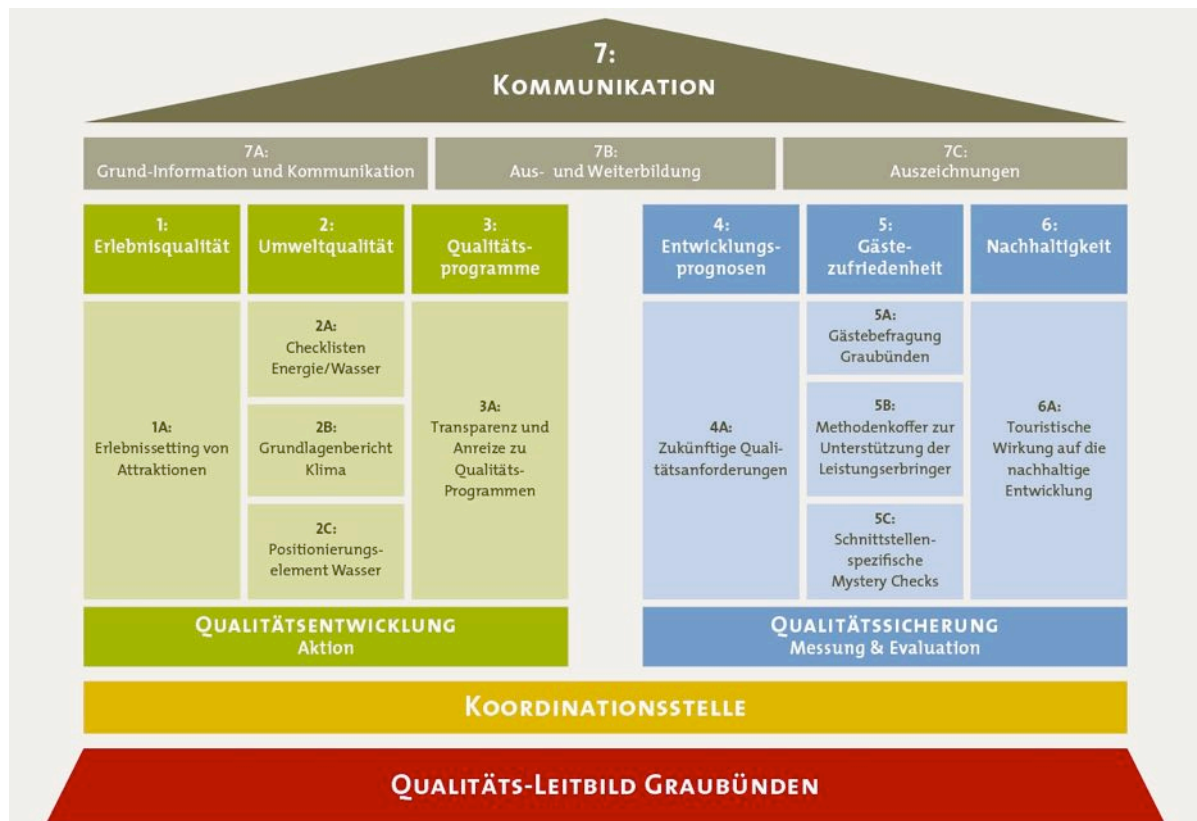 7:
KOMMUNIKATION
7A:
Grund-Information und Kommunikation
7B:
Aus- und Weiterbildung
7C:
Auszeichnungen
1:
Erlebnisqualität
2:
Umweltqualität
3:
Qualitäts-
programme
4:
Entwicklungs-
prognosen
5:
Gäste-
zufriedenheit
6:
Nachhaltigkeit
1A:
Erlebnissetting von
Attraktionen
2A:
Checklisten
Energie/Wasser
2B:
Grundlagenbericht
Klima
2C:
Positionierungs-
element Wasser
3A:
Transparenz und
Anreize zu
Qualitäts-
Programmen
4A:
Zukünftige Quali-
tätsanforderungen
5A:
Gästebefragung
Graubünden
5B:
Methodenkoffer zur
Unterstützung der
Leistungserbringer
5C:
Schnittstellen-
spezifische
Mystery Checks
6A:
Touristische
Wirkung auf die
nachhaltige
Entwicklung
QUALITÄTSENTWICKLUNG
Aktion
QUALITÄTSSICHERUNG
Messung & Evaluation
KOORDINATIONSSTELLE
QUALITÄTS-LEITBILD GRAUBÜNDEN